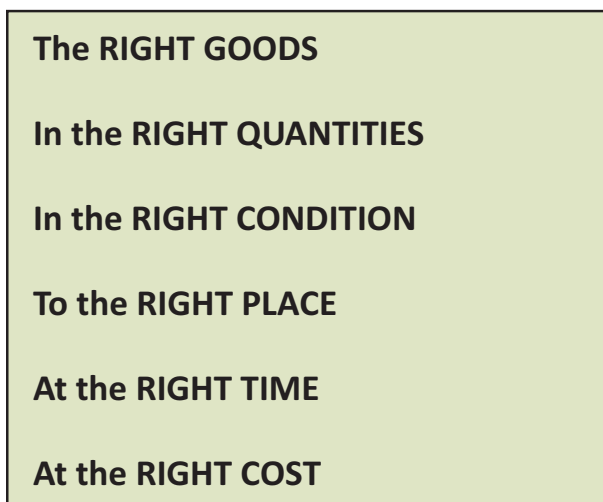 The RIGHT GOODS
In the RIGHT QUANTITIES
In the RIGHT CONDITION
To the RIGHT PLACE
At the RIGHT TIME
At the RIGHT COST